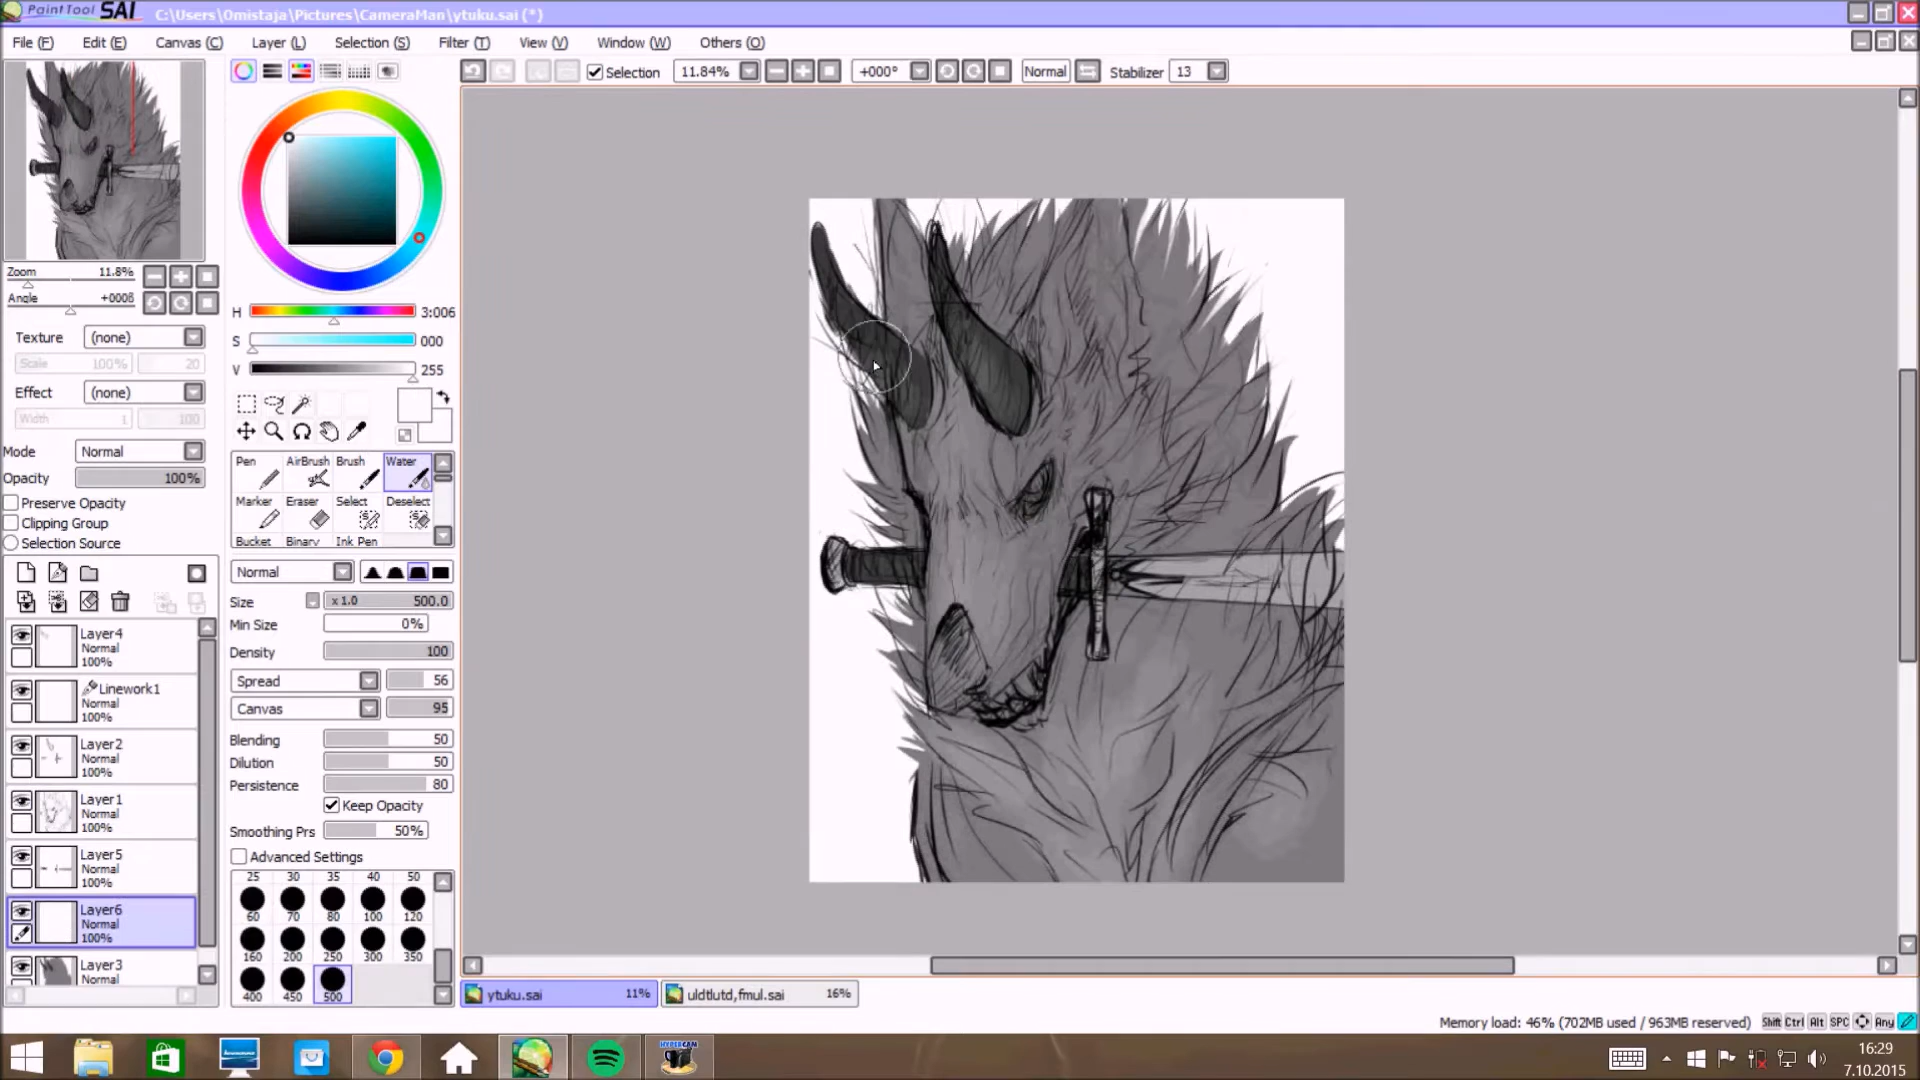 PaintTool SAI C:\Users\Omistaja\Pictures\CameraMan\ytuku.sai (*)
File (F) Edit (E) Canvas (C) Layer (L) Selection (S) Filter (T) View (V) Window (W) Others (O)
Selection 11.84% +000° Normal Stabilizer 13
Zoom 11.8%
Angle +000§
Texture (none)
Scale 100% 20
Effect (none)
Width 1 100
Mode Normal
Opacity 100%
Preserve Opacity
Clipping Group
Selection Source
Layer4
Normal
100%
Linework1
Normal
100%
Layer2
Normal
100%
Layer1
Normal
100%
Layer5
Normal
100%
Layer6
Normal
100%
Layer3
Normal
H 3:006
S 000
V 255
Pen AirBrush Brush Water
Marker Eraser Select Deselect
Bucket Binary Ink Pen
Normal
Size x 1.0 500.0
Min Size 0%
Density 100
Spread 56
Canvas 95
Blending 50
Dilution 50
Persistence 80
Keep Opacity
Smoothing Prs 50%
Advanced Settings
25 30 35 40 50
60 70 80 100 120
160 200 250 300 350
400 450 500
ytuku.sai 11% uldtlutd,fmul.sai 16%
Memory load: 46% (702MB used / 963MB reserved) Shift Ctrl Alt SPC Any
HYPERCAM
16:29
7.10.2015